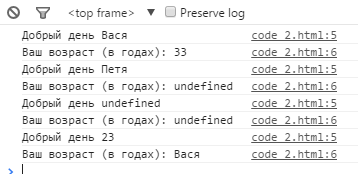 <top frame> ▼ Preserve log
Добрый день Вася code 2.html:5
Ваш возраст (в годах): 33 code 2.html:6
Добрый день Петя code 2.html:5
Ваш возраст (в годах): undefined code 2.html:6
Добрый день undefined code 2.html:5
Ваш возраст (в годах): undefined code 2.html:6
Добрый день 23 code 2.html:5
Ваш возраст (в годах): Вася code 2.html:6
>